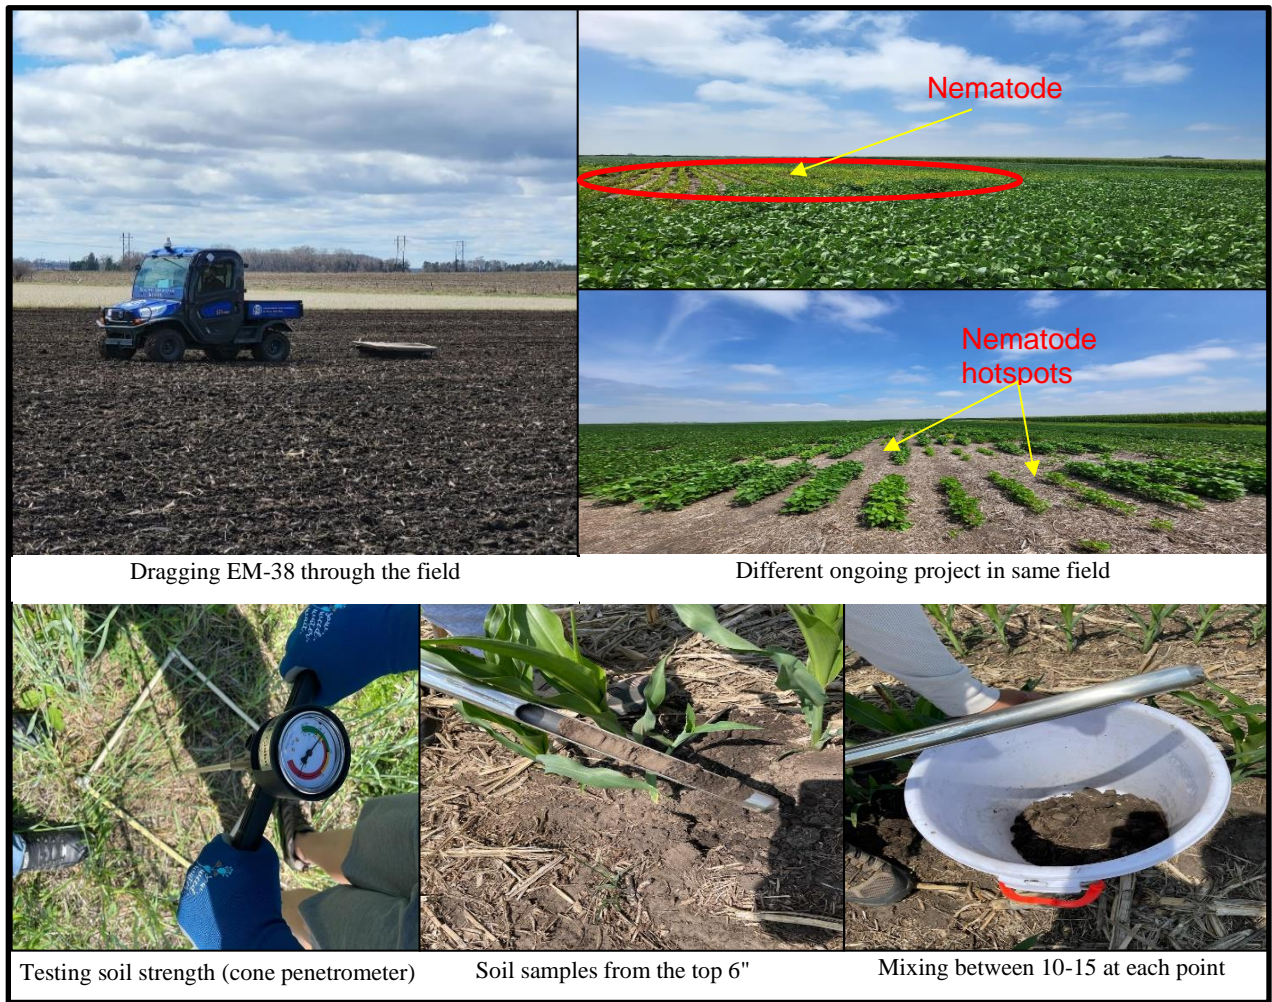 Nematode
Nematode
hotspots
Dragging EM-38 through the field
Different ongoing project in same field
Testing soil strength (cone penetrometer)
Soil samples from the top 6"
Mixing between 10-15 at each point